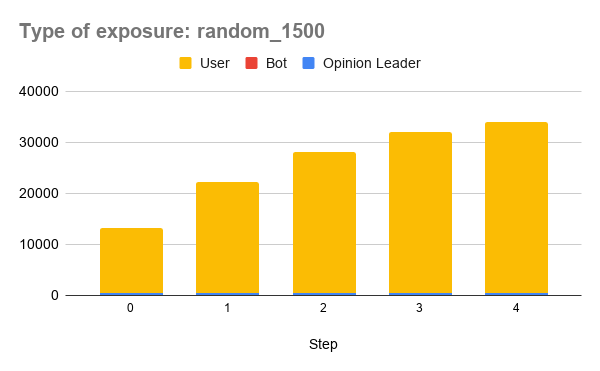 Type of exposure: random_1500
User Bot Opinion Leader
40000
30000
20000
10000
0
0 1 2 3 4
Step